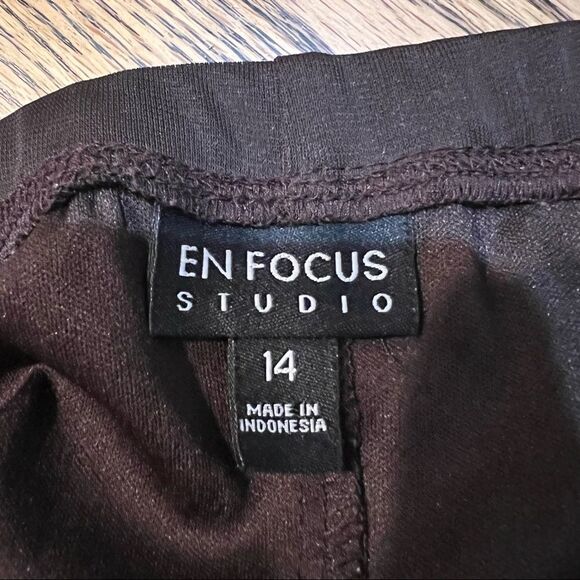 EN FOCUS
STUDIO
14
MADE IN
INDONESIA